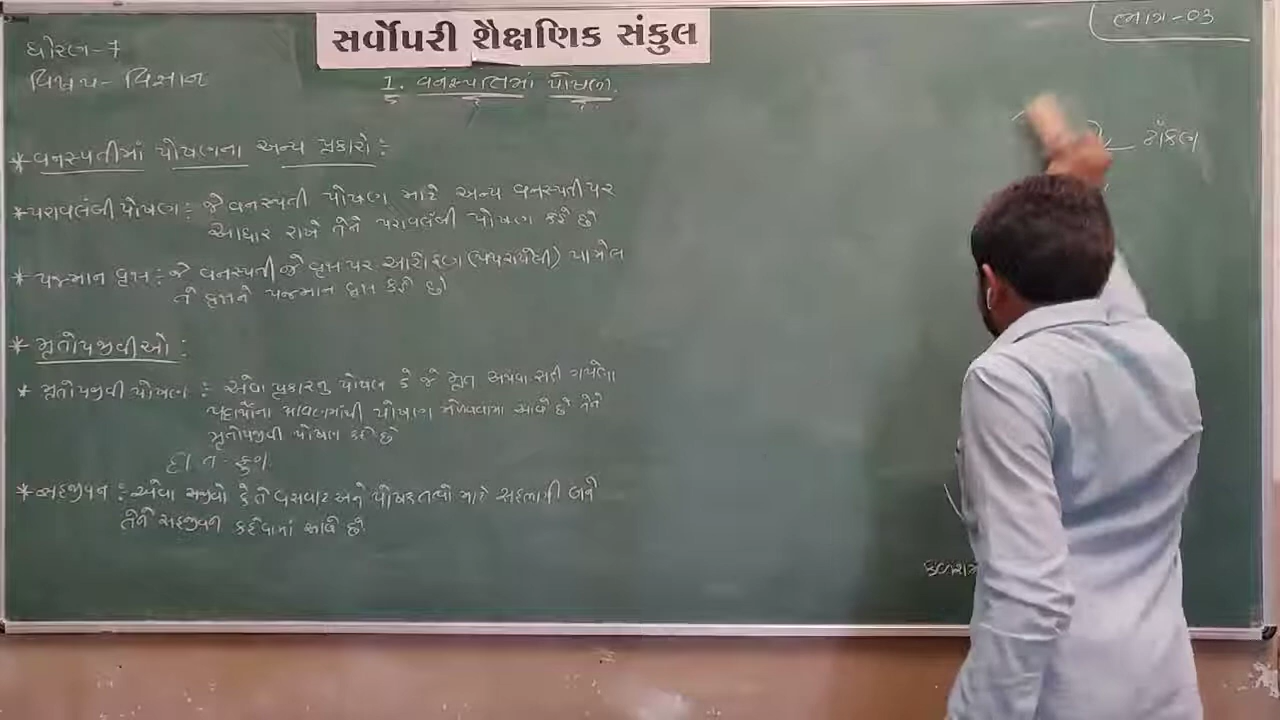 સર્વોપરી શૈક્ષણિક સંકુલ
ભાગ-03
ધોરણ-7
વિષય- વિજ્ઞાન
1. વનસ્પતિમાં પોષણ
* વનસ્પતીમાં પોષણના અન્ય પ્રકારો :
* પરાવલંબી પોષણ : જે વનસ્પતી પોષણ માટે અન્ય વનસ્પતી પર
આધાર રાખે તેને પરાવલંબી પોષણ કહે છે
* યજમાન વૃક્ષ : જે વનસ્પતી જે વૃક્ષ પર આરોહણ પામેલ
તે વૃક્ષને યજમાન વૃક્ષ કહે છે
* મૃતોપજીવીઓ :
* મૃતોપજીવી પોષણ : એવા પ્રકારનુ પોષણ કે જે મૃત અથવા સડી ગયેલા
પદાર્થોના દ્રાવણમાંથી પોષણ મેળવવામા આવે છે તેને
મૃતોપજીવી પોષણ કહે છે
દા.ત - ફુગ
* સહજીવન : એવા સજીવો કે તે વસવાટ અને પોષકતત્વો માટે સહભાગી બને
તેને સહજીવન કહેવામાં આવે છે
ઢાંકણ